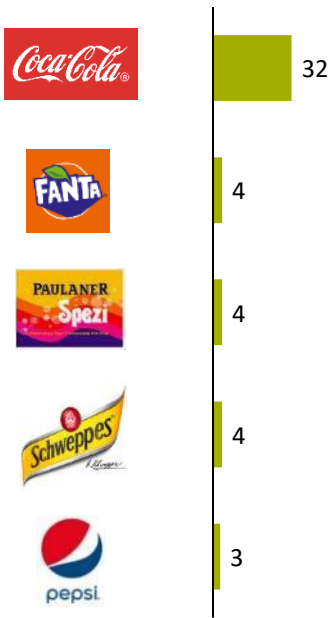 Coca-Cola®
32
FANTA
4
PAULANER
Spezi
4
Schweppes
4
pepsi
3